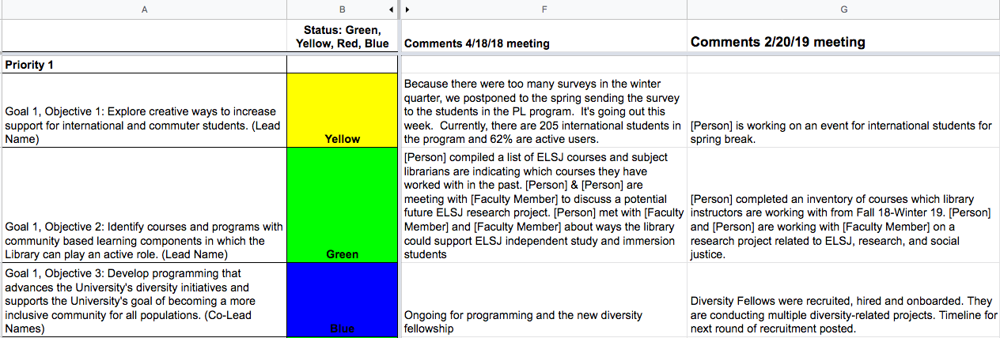 A
B
F
G
Status: Green,
Yellow, Red, Blue
Comments 4/18/18 meeting
Comments 2/20/19 meeting
Priority 1
Goal 1, Objective 1: Explore creative ways to increase
support for international and commuter students. (Lead
Name)
Yellow
Because there were too many surveys in the winter
quarter, we postponed to the spring sending the survey
to the students in the PL program.  It's going out this
week.  Currently, there are 205 international students in
the program and 62% are active users.
[Person] is working on an event for international students for
spring break.
Goal 1, Objective 2: Identify courses and programs with
community based learning components in which the
Library can play an active role. (Lead Name)
Green
[Person] compiled a list of ELSJ courses and subject
librarians are indicating which courses they have
worked with in the past. [Person] & [Person] are
meeting with [Faculty Member] to discuss a potential
future ELSJ research project. [Person] met with [Faculty
Member] and [Faculty Member] about ways the library
could support ELSJ independent study and immersion
students
[Person] completed an inventory of courses which library
instructors are working with from Fall 18-Winter 19. [Person]
and [Person] are working with [Faculty Member] on a
research project related to ELSJ, research, and social
justice.
Goal 1, Objective 3: Develop programming that
advances the University's diversity initiatives and
supports the University's goal of becoming a more
inclusive community for all populations. (Co-Lead
Names)
Blue
Ongoing for programming and the new diversity
fellowship
Diversity Fellows were recruited, hired and onboarded. They
are conducting multiple diversity-related projects. Timeline for
next round of recruitment posted.